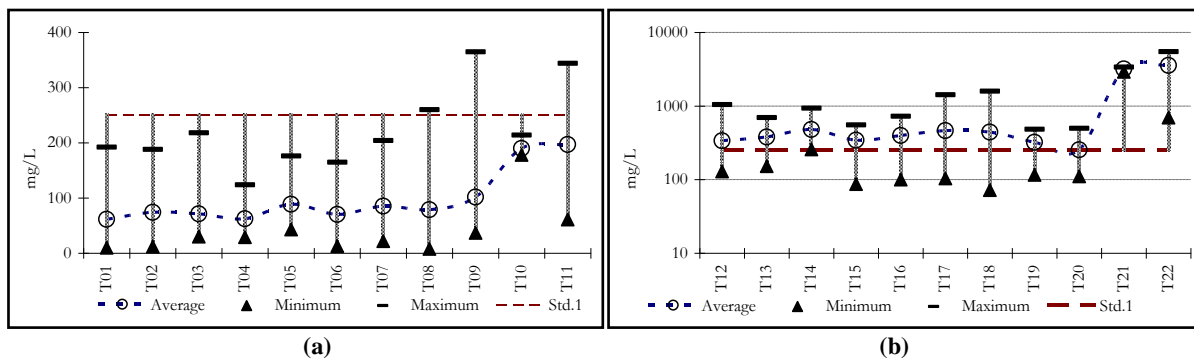 400
300
200
100
0
mg/L
T01 T02 T03 T04 T05 T06 T07 T08 T09 T10 T11
Average Minimum Maximum Std.1
(a)
10000
1000
100
10
mg/L
T12 T13 T14 T15 T16 T17 T18 T19 T20 T21 T22
Average Minimum Maximum Std.1
(b)